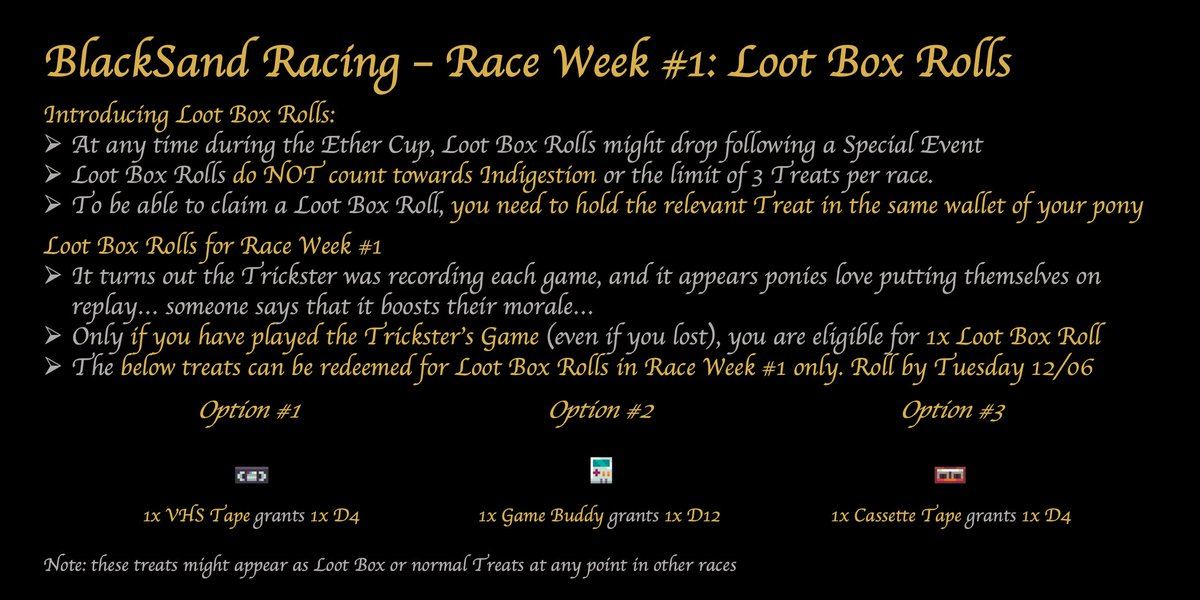 BlackSand Racing – Race Week #1: Loot Box Rolls
Introducing Loot Box Rolls:
➢ At any time during the Ether Cup, Loot Box Rolls might drop following a Special Event
➢ Loot Box Rolls do NOT count towards Indigestion or the limit of 3 Treats per race.
➢ To be able to claim a Loot Box Roll, you need to hold the relevant Treat in the same wallet of your pony
Loot Box Rolls for Race Week #1
➢ It turns out the Trickster was recording each game, and it appears ponies love putting themselves on
replay... someone says that it boosts their morale...
➢ Only if you have played the Trickster's Game (even if you lost), you are eligible for 1x Loot Box Roll
➢ The below treats can be redeemed for Loot Box Rolls in Race Week #1 only. Roll by Tuesday 12/06
Option #1 Option #2 Option #3
1x VHS Tape grants 1x D4 1x Game Buddy grants 1x D12 1x Cassette Tape grants 1x D4
Note: these treats might appear as Loot Box or normal Treats at any point in other races